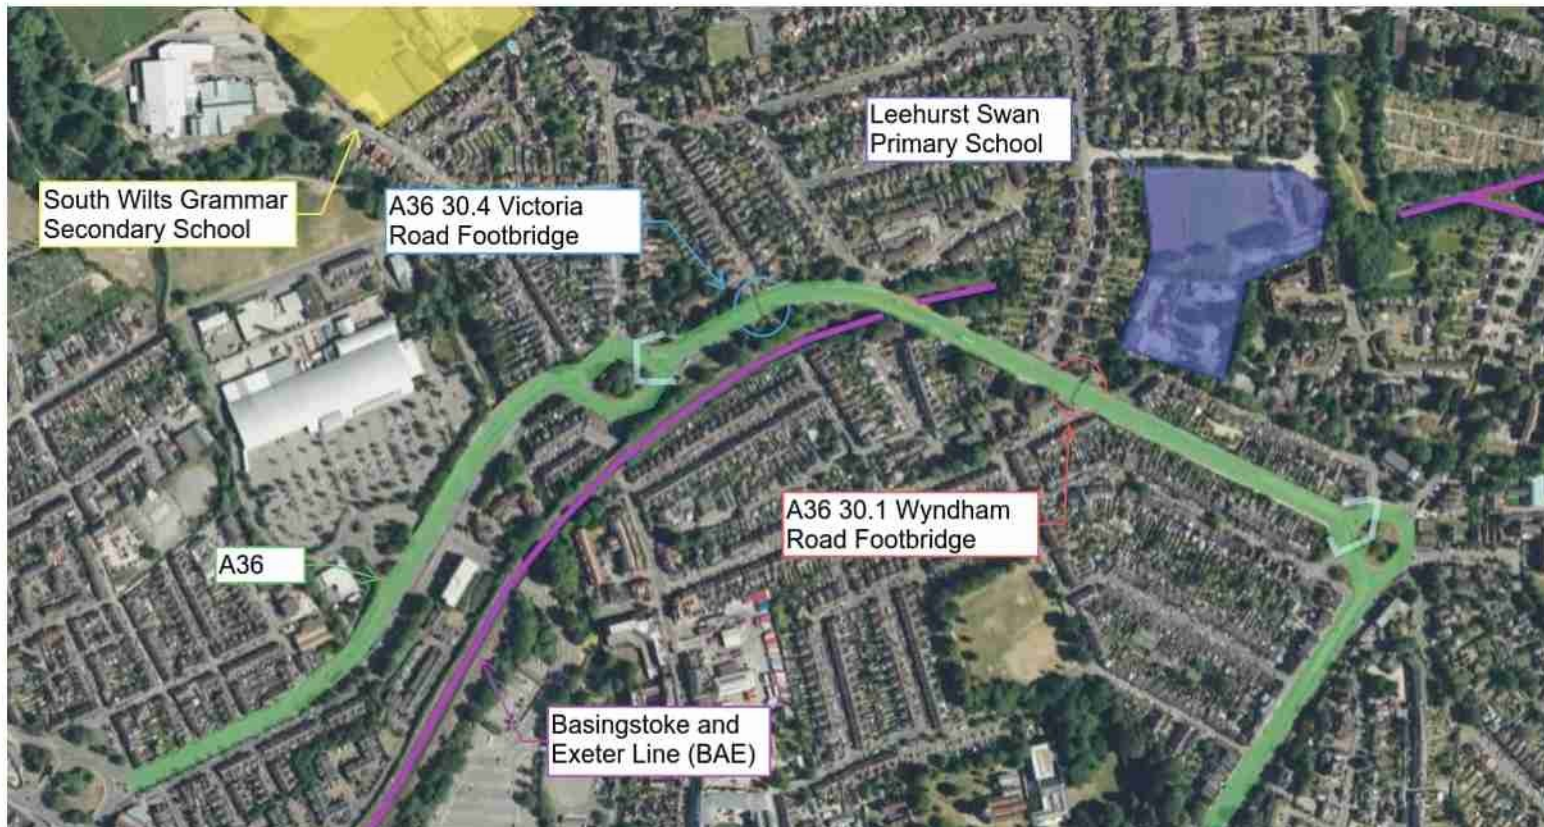 Leehurst Swan
Primary School
South Wilts Grammar
Secondary School
A36 30.4 Victoria
Road Footbridge
A36 30.1 Wyndham
Road Footbridge
A36
Basingstoke and
Exeter Line (BAE)